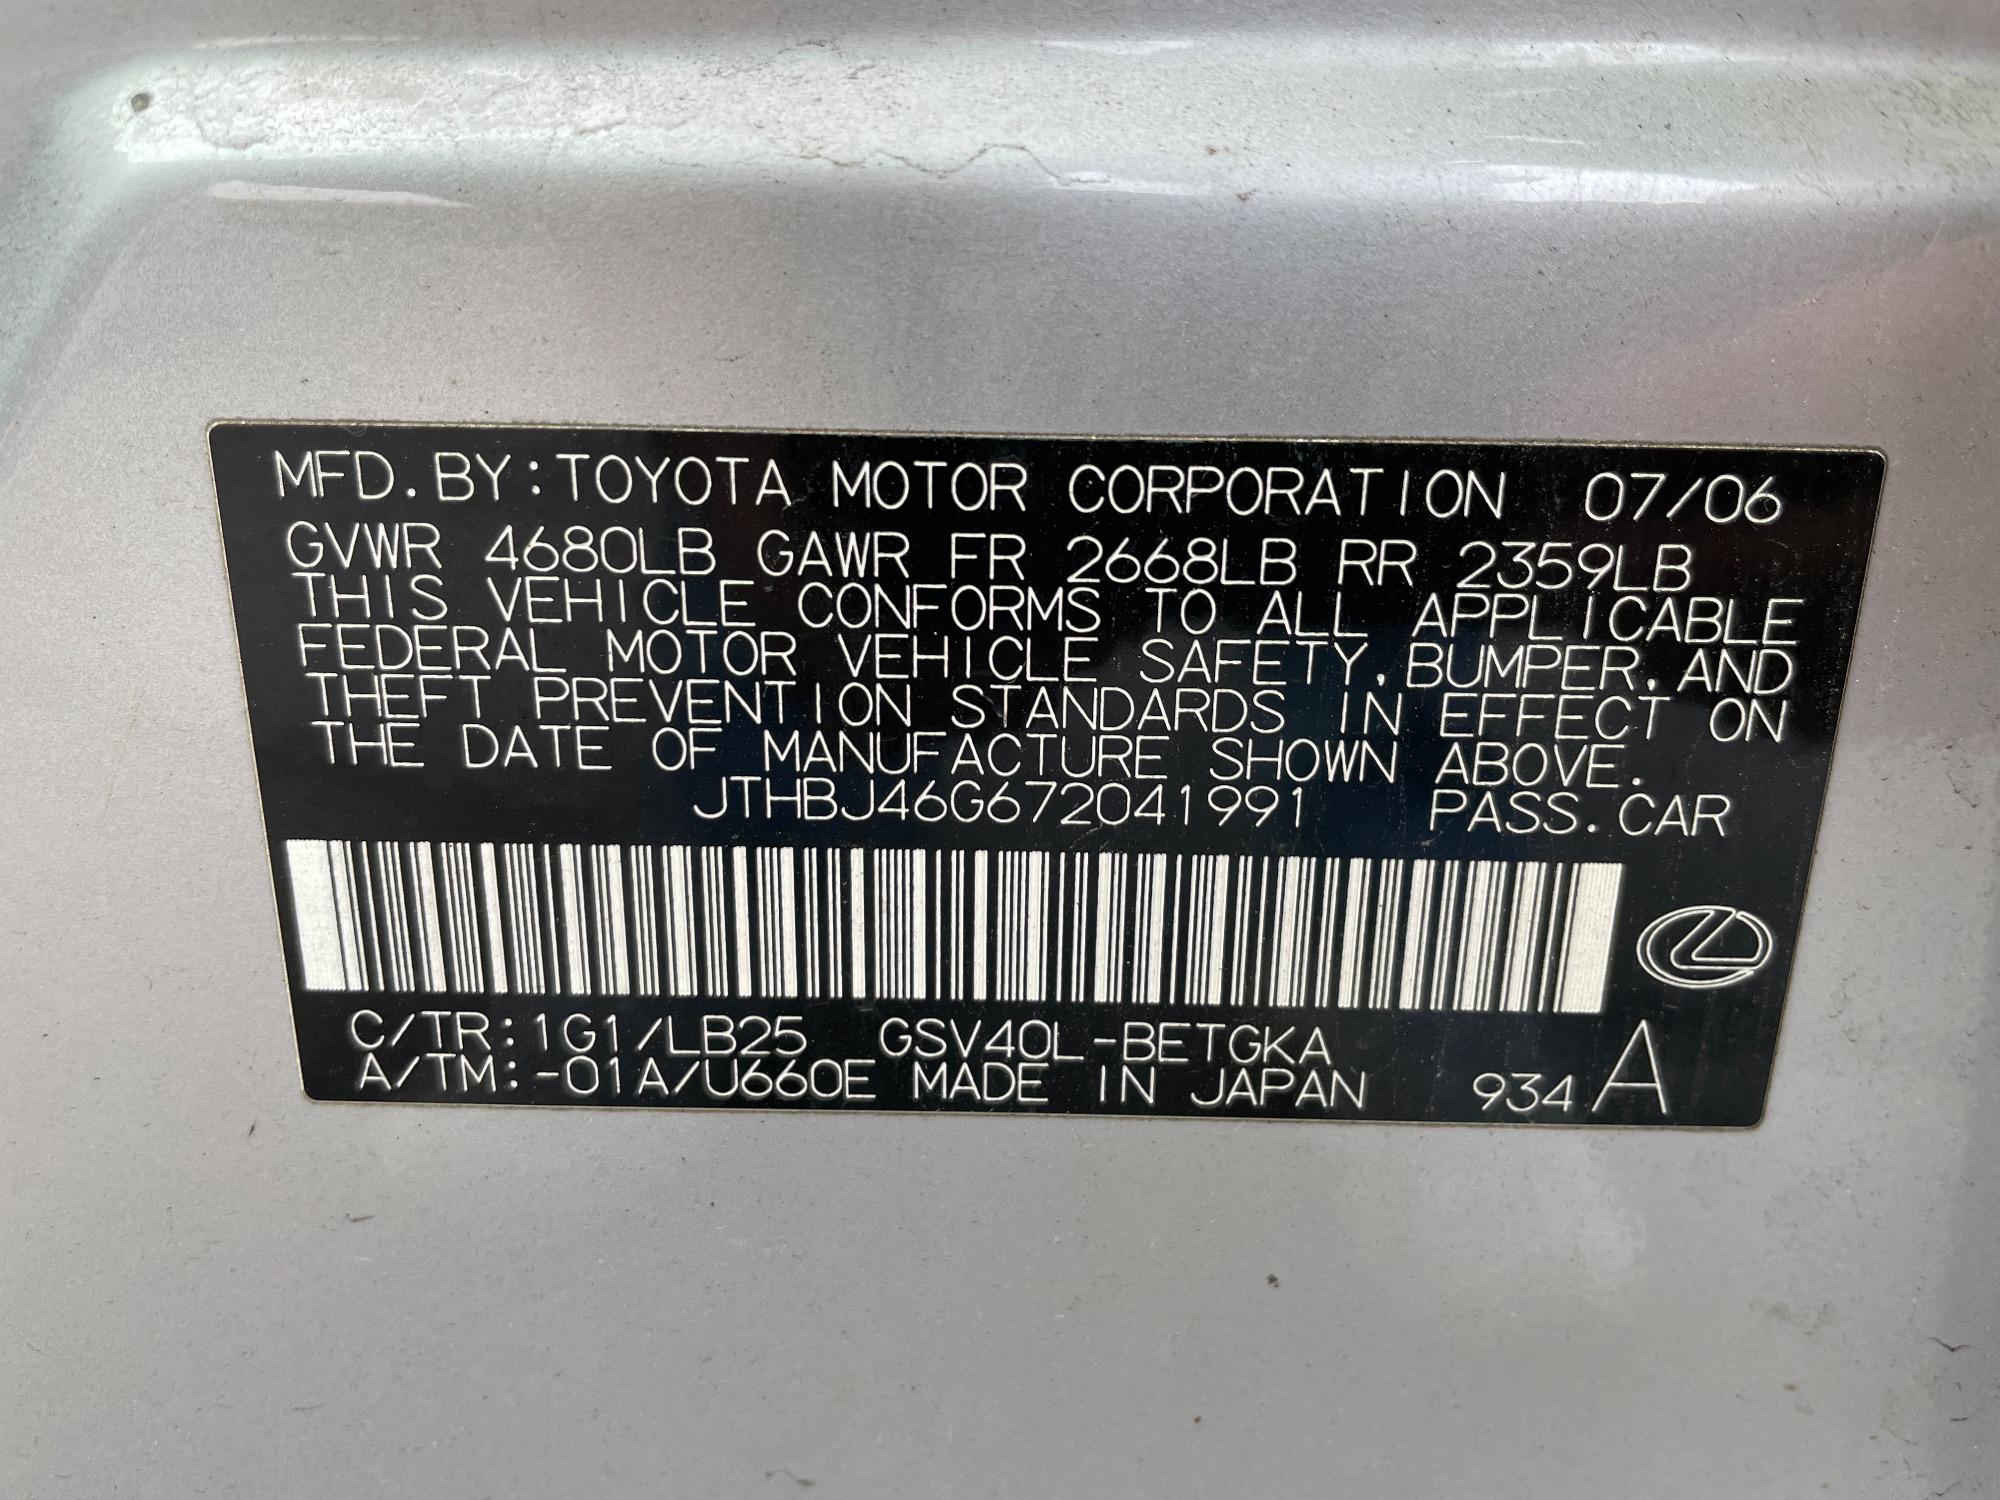 MFD. BY: TOYOTA MOTOR CORPORATION 07/06
GVWR 4680LB GAWR FR 2668LB RR 2359LB
THIS VEHICLE CONFORMS TO ALL APPLICABLE
FEDERAL MOTOR VEHICLE SAFETY, BUMPER, AND
THEFT PREVENTION STANDARDS IN EFFECT ON
THE DATE OF MANUFACTURE SHOWN ABOVE.
JTHBJ46G672041991 PASS. CAR
C/TR: 1G1/LB25 GSV40L-BETGKA
A/TM: -01A/U660E MADE IN JAPAN 934 A